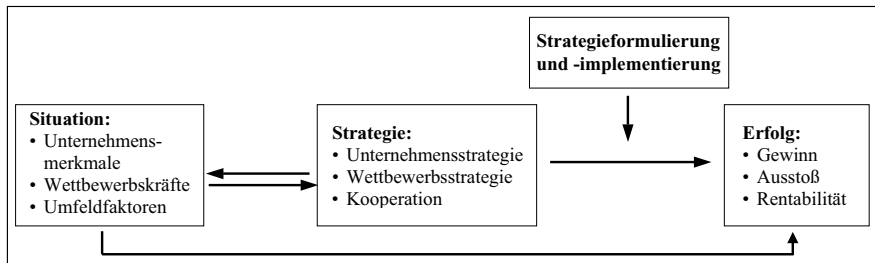 Strategieformulierung
und -implementierung
Situation:
• Unternehmens-
merkmale
• Wettbewerbskräfte
• Umfeldfaktoren
Strategie:
• Unternehmensstrategie
• Wettbewerbsstrategie
• Kooperation
Erfolg:
• Gewinn
• Ausstoß
• Rentabilität